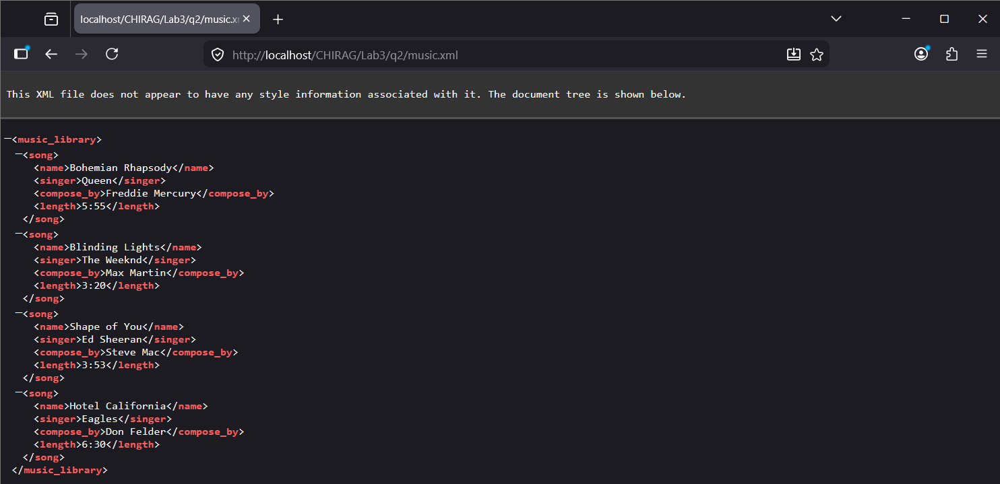 localhost/CHIRAG/Lab3/q2/music.xm
http://localhost/CHIRAG/Lab3/q2/music.xml
This XML file does not appear to have any style information associated with it. The document tree is shown below.
<music_library>
<song>
<name>Bohemian Rhapsody</name>
<singer>Queen</singer>
<compose_by>Freddie Mercury</compose_by>
<length>5:55</length>
</song>
<song>
<name>Blinding Lights</name>
<singer>The Weeknd</singer>
<compose_by>Max Martin</compose_by>
<length>3:20</length>
</song>
<song>
<name>Shape of You</name>
<singer>Ed Sheeran</singer>
<compose_by>Steve Mac</compose_by>
<length>3:53</length>
</song>
<song>
<name>Hotel California</name>
<singer>Eagles</singer>
<compose_by>Don Felder</compose_by>
<length>6:30</length>
</song>
</music_library>